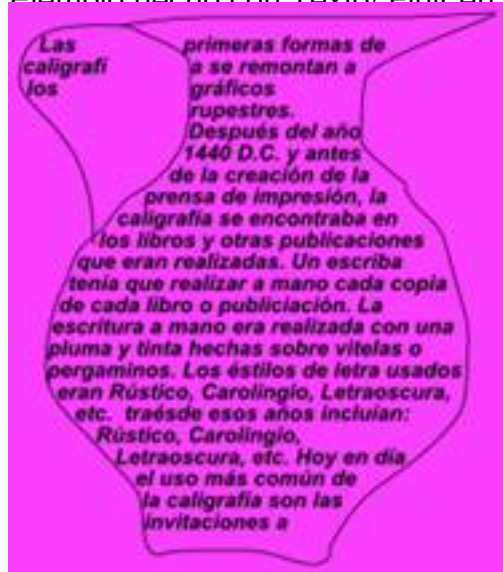 Las primeras formas de
caligrafí a se remontan a
los gráficos
rupestres.
Después del año
1440 D.C. y antes
de la creación de la
prensa de impresión, la
caligrafía se encontraba en
los libros y otras publicaciones
que eran realizadas. Un escriba
tenía que realizar a mano cada copia
de cada libro o publiciación. La
escritura a mano era realizada con una
pluma y tinta hechas sobre vitelas o
pergaminos. Los éstilos de letra usados
eran Rústico, Carolingio, Letraoscura,
etc. traésde esos años incluían:
Rústico, Carolingio,
Letraoscura, etc. Hoy en día
el uso más común de
la caligrafía son las
invitaciones a